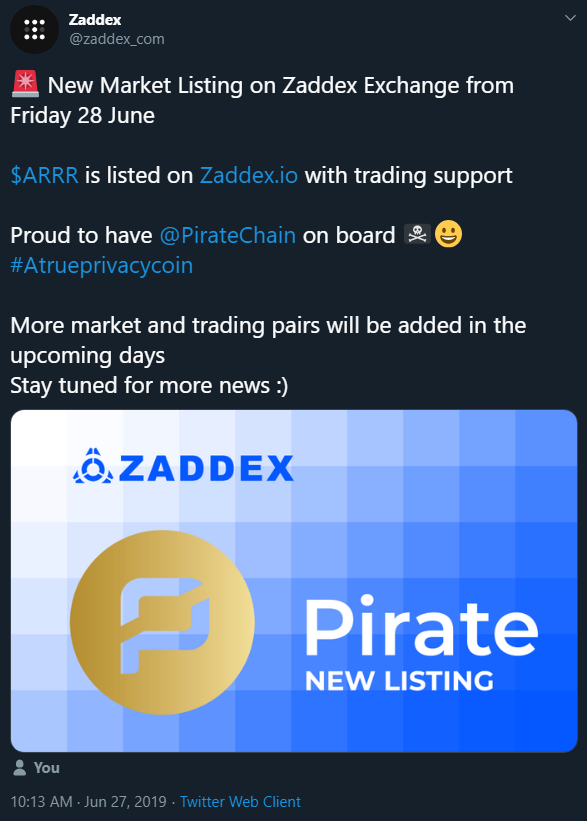 Zaddex
@zaddex_com
🚨 New Market Listing on Zaddex Exchange from
Friday 28 June
$ARRR is listed on Zaddex.io with trading support
Proud to have @PirateChain on board ☠️😀
#Atrueprivacycoin
More market and trading pairs will be added in the
upcoming days
Stay tuned for more news :)
ZADDEX
Pirate
NEW LISTING
You
10:13 AM · Jun 27, 2019 · Twitter Web Client